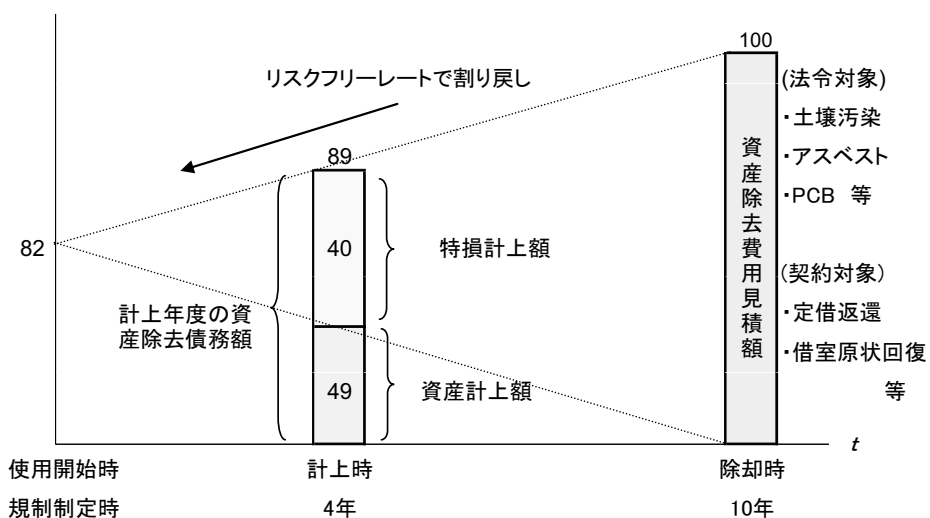 100
リスクフリーレートで割り戻し
(法令対象)
・土壌汚染
・アスベスト
・PCB 等
89
資産除去費用見積額
82
40
特損計上額
(契約対象)
・定借返還
・借室原状回復
等
計上年度の資
産除去債務額
49
資産計上額
t
使用開始時
計上時
除却時
規制制定時
4年
10年